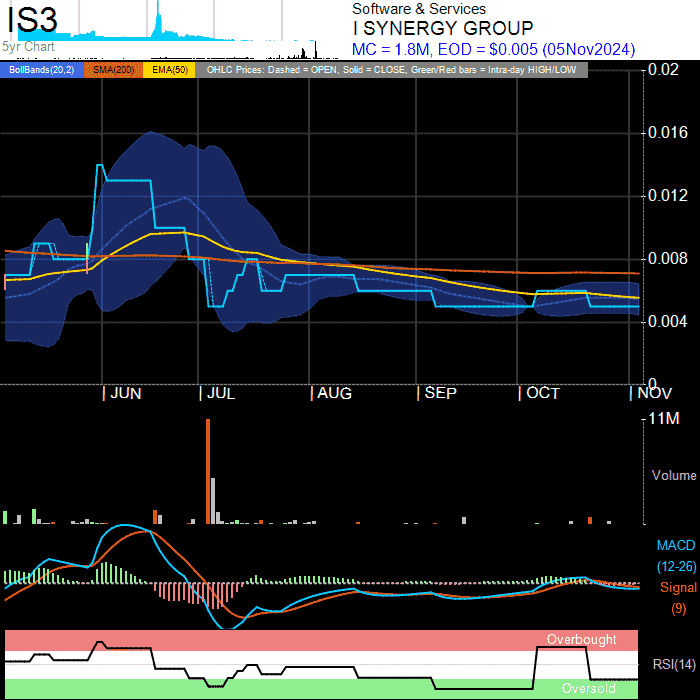 IS3
5yr Chart
Software & Services
I SYNERGY GROUP
MC = 1.8M, EOD = $0.005 (05Nov2024)
BollBands(20,2) SMA(200) EMA(50) OHLC Prices: Dashed = OPEN, Solid = CLOSE, Green/Red bars = Intra-day HIGH/LOW
0.02
0.016
0.012
0.008
0.004
0
| JUN | JUL | AUG | SEP | OCT | NOV
11M
Volume
MACD
(12-26)
Signal
(9)
Overbought
RSI(14)
Oversold